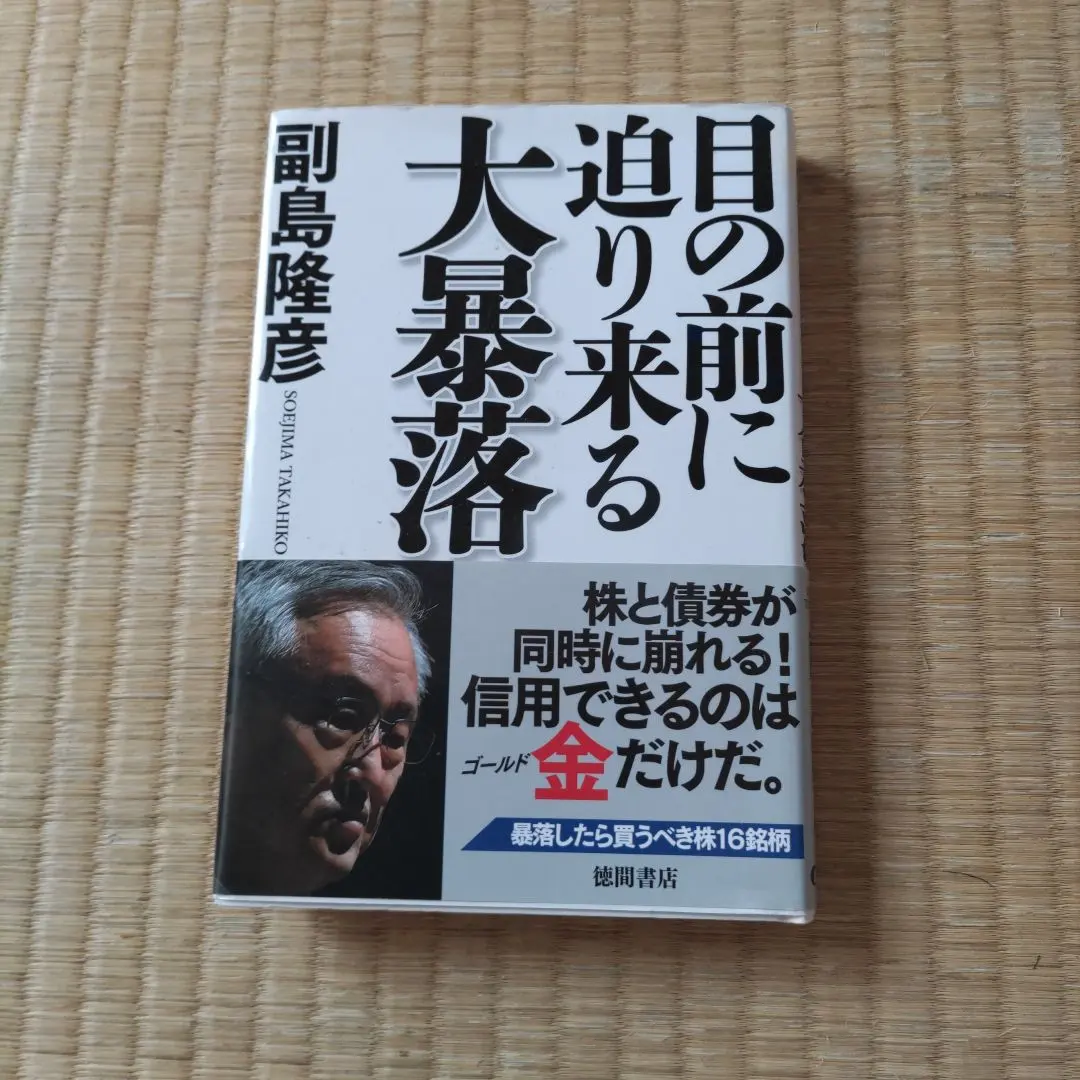 目の前に
迫り来る
大暴落
副島隆彦
SOEJIMA TAKAHIKO
株と債券が
同時に崩れる!
信用できるのは
ゴールド
金だけだ。
暴落したら買うべき株16銘柄
徳間書店